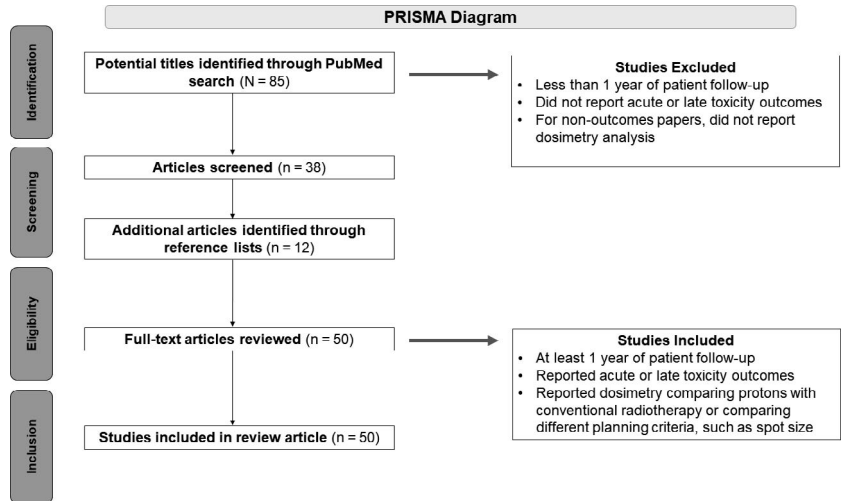 PRISMA Diagram
Identification
Potential titles identified through PubMed
search (N = 85)
Studies Excluded
• Less than 1 year of patient follow-up
• Did not report acute or late toxicity outcomes
• For non-outcomes papers, did not report
dosimetry analysis
Screening
Articles screened (n = 38)
Additional articles identified through
reference lists (n = 12)
Eligibility
Full-text articles reviewed (n = 50)
Studies Included
• At least 1 year of patient follow-up
• Reported acute or late toxicity outcomes
• Reported dosimetry comparing protons with
conventional radiotherapy or comparing
different planning criteria, such as spot size
Inclusion
Studies included in review article (n = 50)